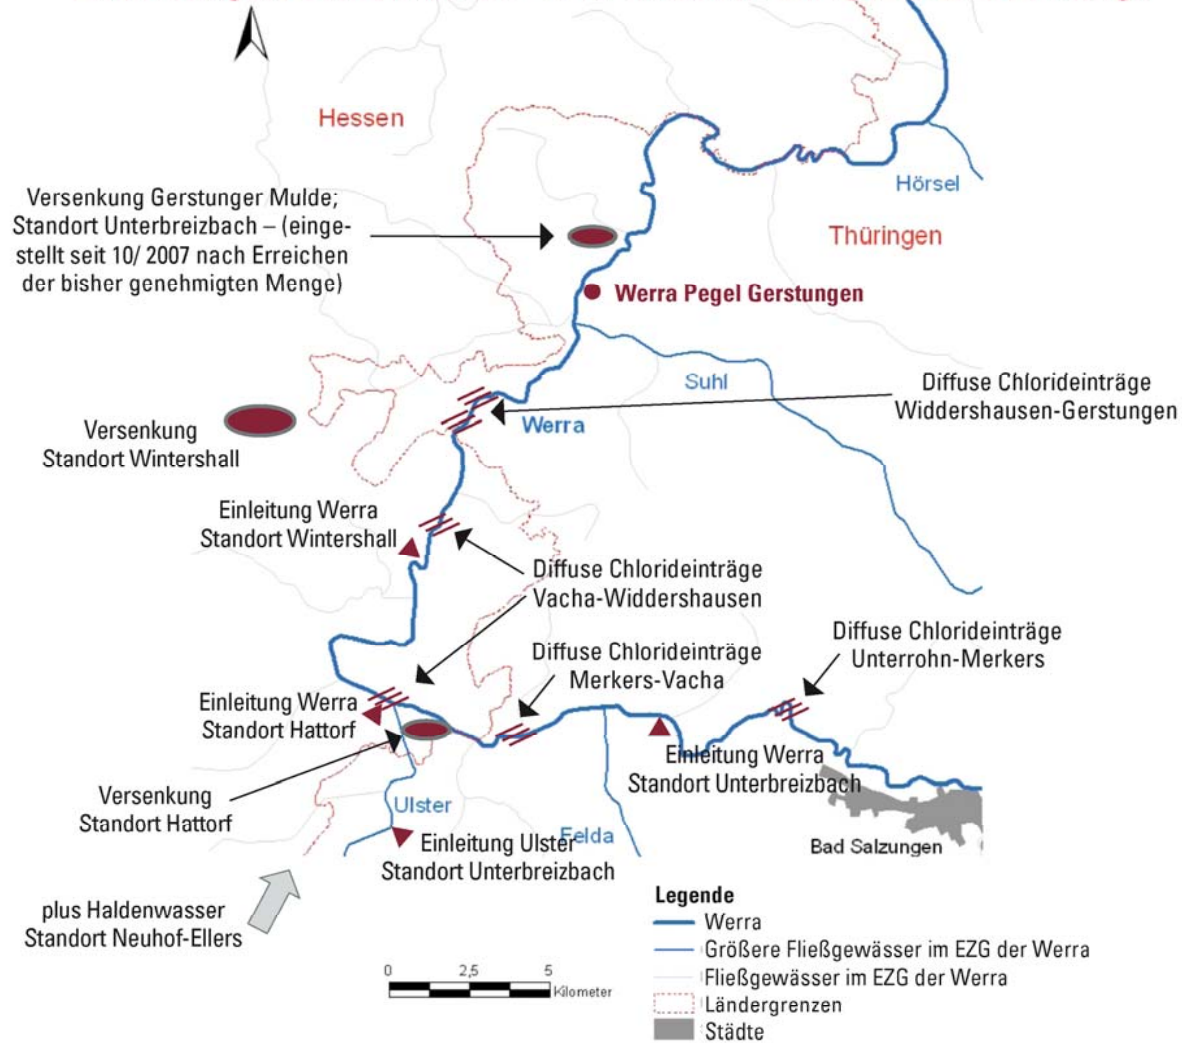 Hessen
Hörsel
Thüringen
Versenkung Gerstunger Mulde;
Standort Unterbreizbach – (einge-
stellt seit 10/ 2007 nach Erreichen
der bisher genehmigten Menge)
Werra Pegel Gerstungen
Suhl
Diffuse Chlorideinträge
Widdershausen-Gerstungen
Werra
Versenkung
Standort Wintershall
Einleitung Werra
Standort Wintershall
Diffuse Chlorideinträge
Vacha-Widdershausen
Diffuse Chlorideinträge
Unterrohn-Merkers
Diffuse Chlorideinträge
Merkers-Vacha
Einleitung Werra
Standort Hattorf
Einleitung Werra
Standort Unterbreizbach
Versenkung
Standort Hattorf
Ulster
Felda
Einleitung Ulster
Standort Unterbreizbach
Bad Salzungen
plus Haldenwasser
Standort Neuhof-Ellers
Legende
Werra
Größere Fließgewässer im EZG der Werra
Fließgewässer im EZG der Werra
Ländergrenzen
Städte
0 2,5 5
Kilometer